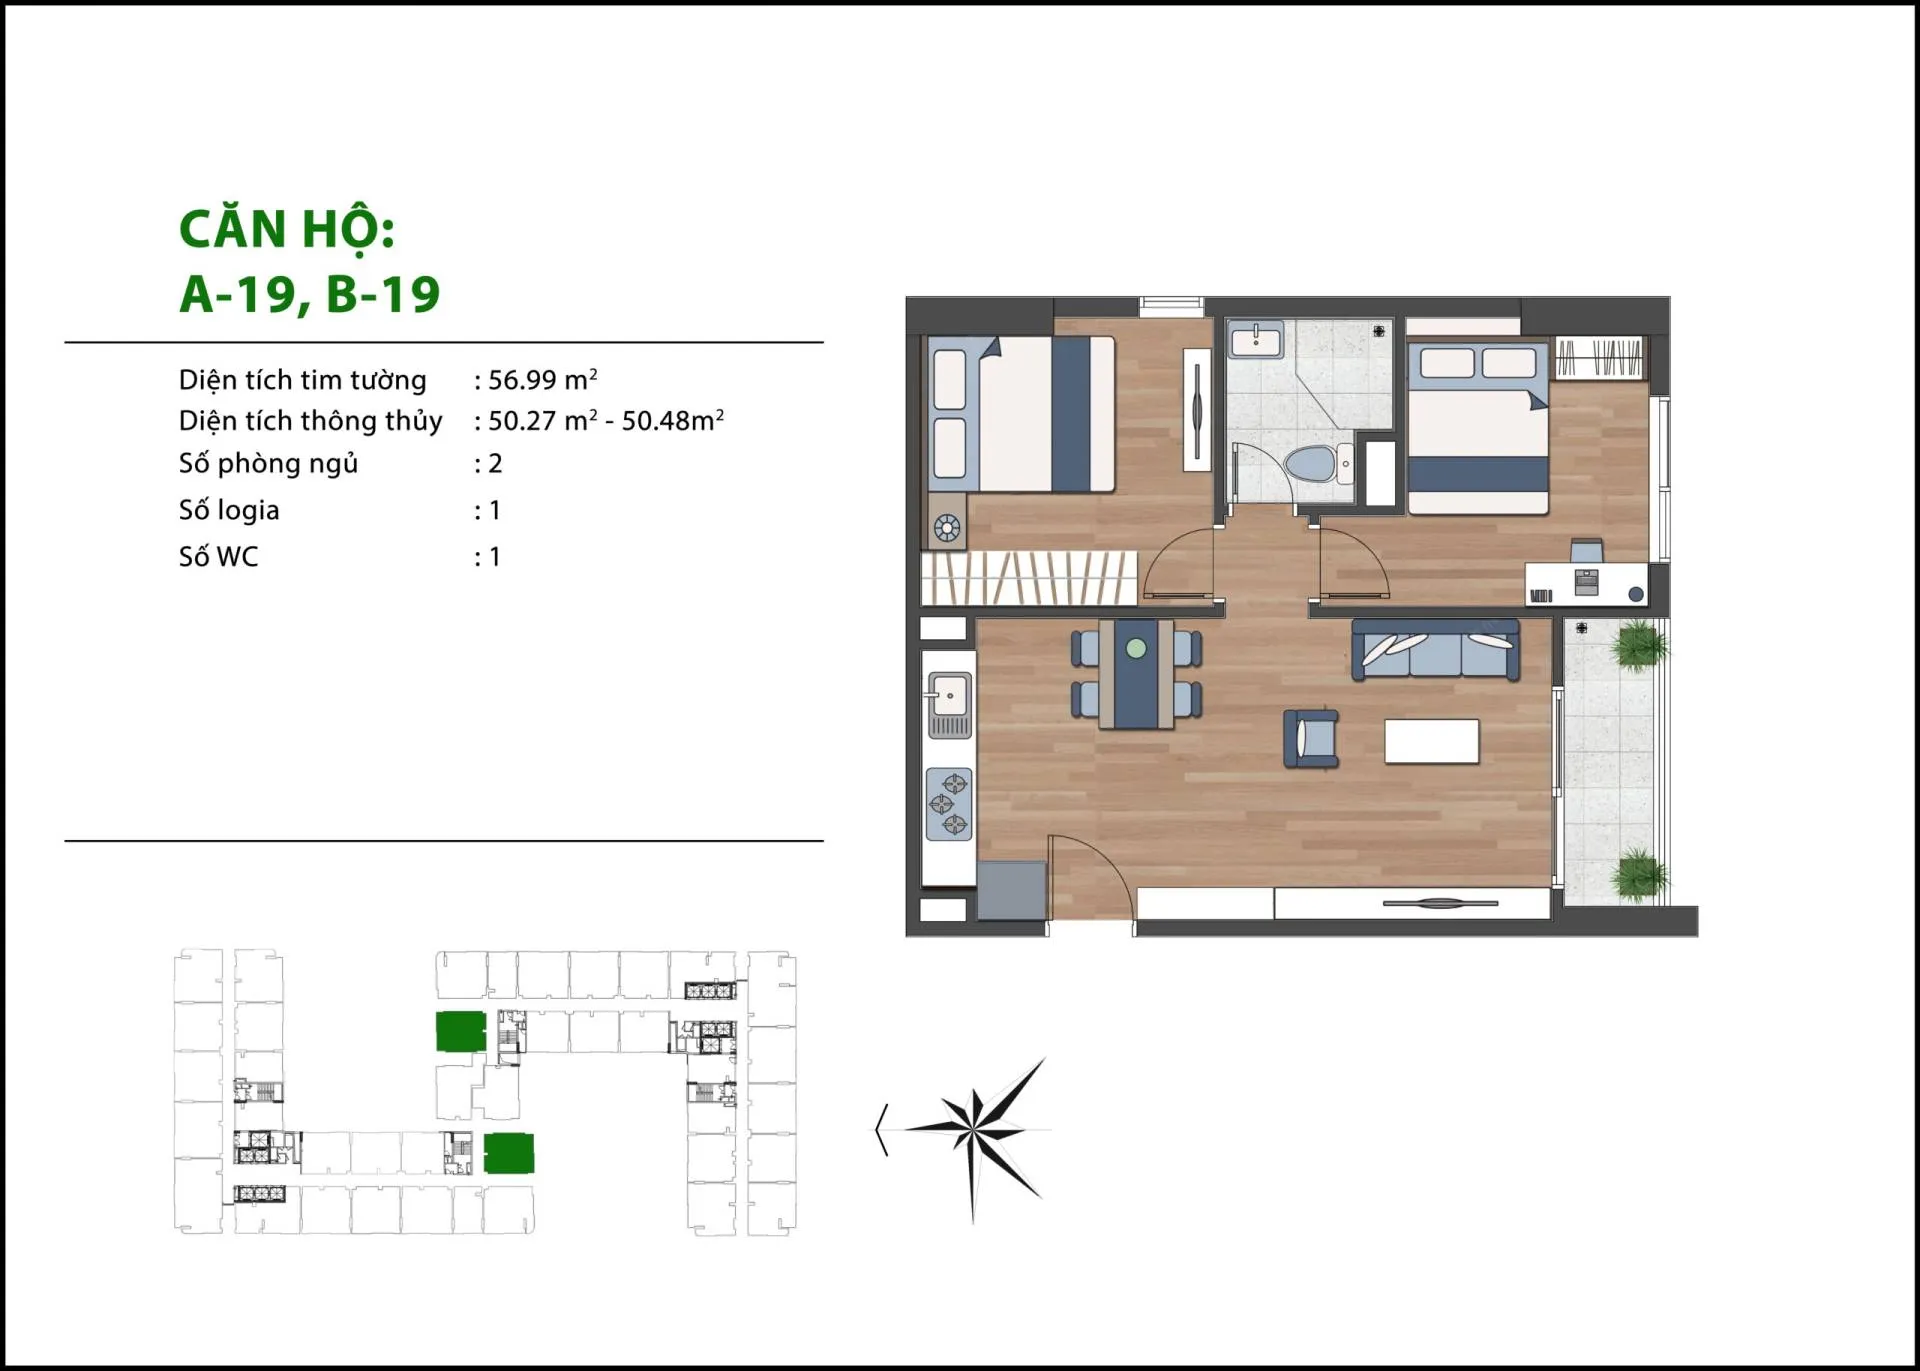 CĂN HỘ:
A-19, B-19
Diện tích tim tường : 56.99 m²
Diện tích thông thủy : 50.27 m² - 50.48m²
Số phòng ngủ : 2
Số logia : 1
Số WC : 1